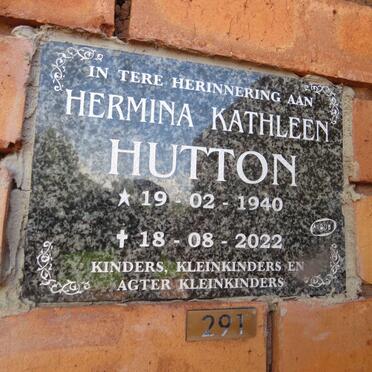 IN TERE HERINNERING AAN
HERMINA KATHLEEN
HUTTON
★ 19 - 02 - 1940
✝ 18 - 08 - 2022
KINDERS, KLEINKINDERS EN
AGTER KLEINKINDERS
291